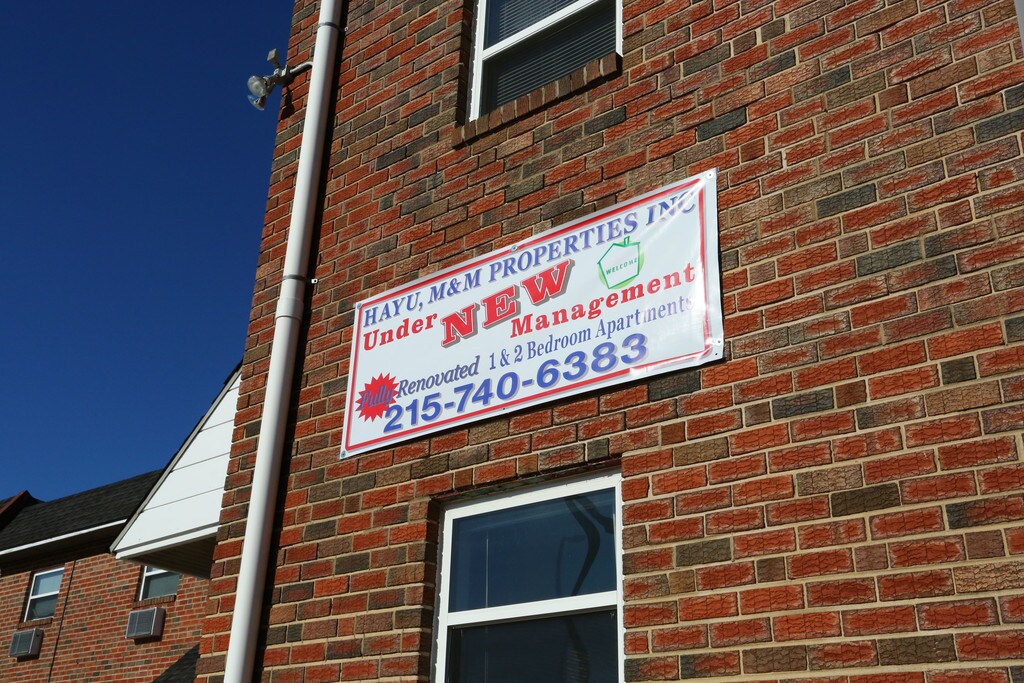 HAYU, M&M PROPERTIES INC
Under NEW Management
WELCOME
Fully Renovated 1 & 2 Bedroom Apartments
215-740-6383